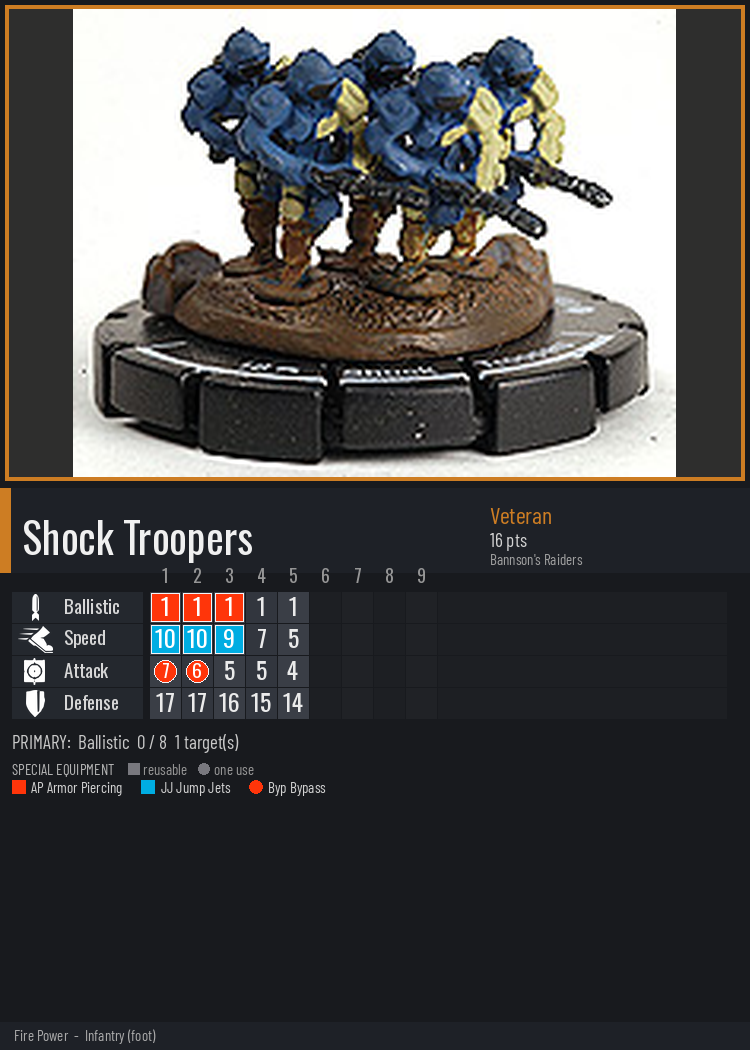 Shock Troopers
Veteran
16 pts
Bannson's Raiders
1 2 3 4 5 6 7 8 9
Ballistic 1 1 1 1 1
Speed 10 10 9 7 5
Attack 7 6 5 5 4
Defense 17 17 16 15 14
PRIMARY: Ballistic 0 / 8 1 target(s)
SPECIAL EQUIPMENT reusable one use
AP Armor Piercing JJ Jump Jets Byp Bypass
Fire Power - Infantry (foot)